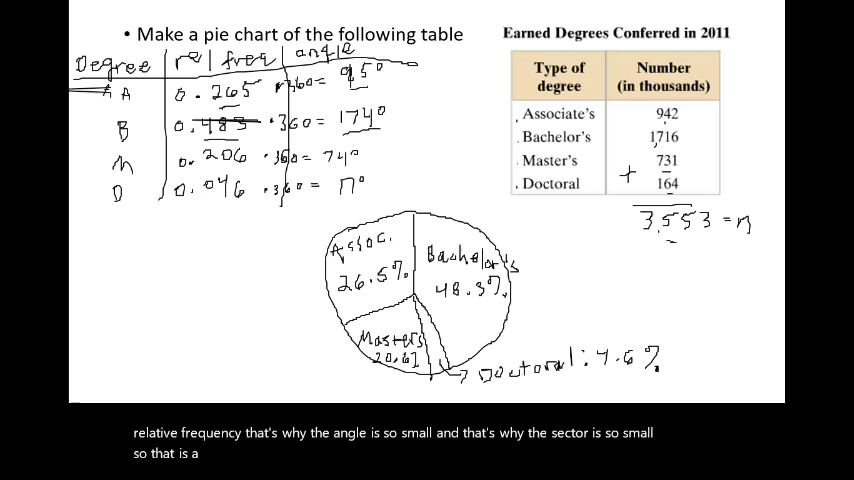 • Make a pie chart of the following table
Degree rel freq angle
A 0.265 · 360 = 95°
B 0.483 · 360 = 174°
M 0.206 · 360 = 74°
D 0.046 · 360 = 17°
Earned Degrees Conferred in 2011
Type of degree Number (in thousands)
Associate's 942
Bachelor's 1,716
Master's 731
Doctoral + 164
3,553 = n
Assoc.
26.5%
Bachelor's
48.3%
Masters
20.6%
Doctoral: 4.6%
relative frequency that's why the angle is so small and that's why the sector is so small
so that is a